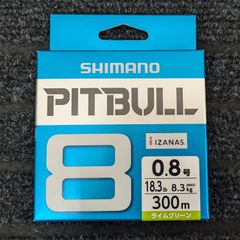 SHIMANO
PITBULL
8
IZANAS
0.8号
18.3lb 8.3kg (MAX)
300m
ライムグリーン